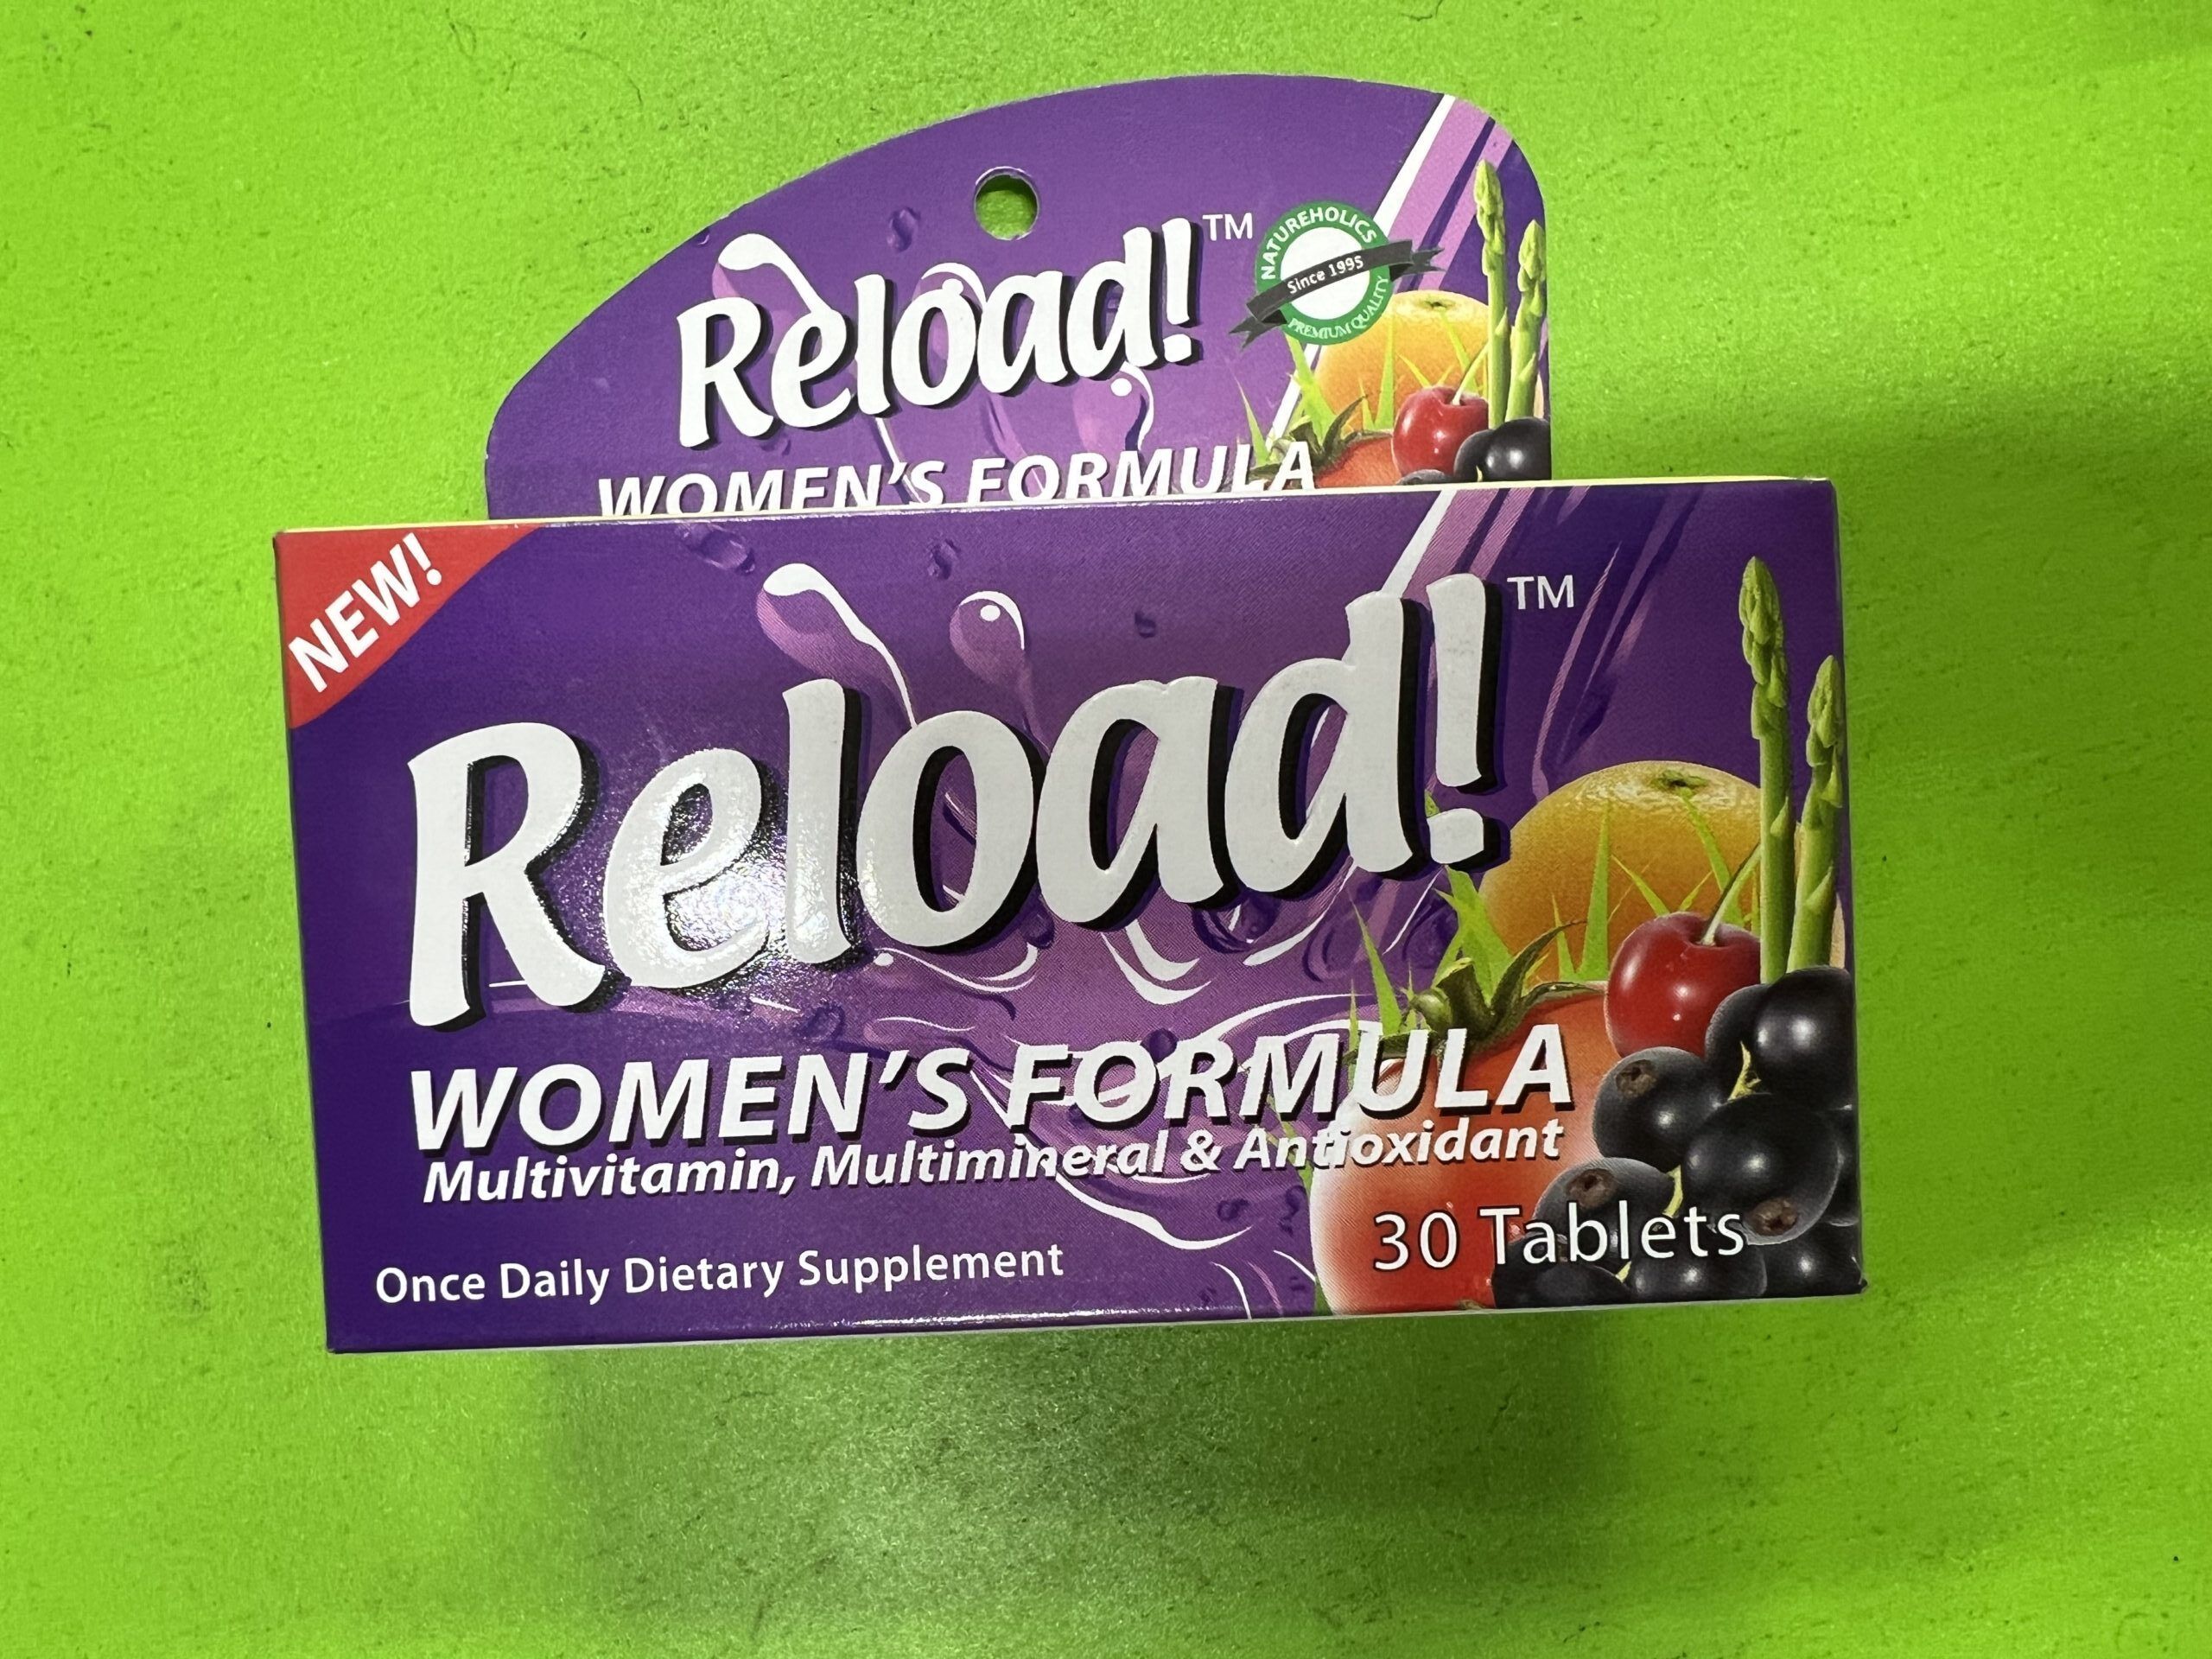 Reload!™
NATUREHOLICS
Since 1995
PREMIUM QUALITY
WOMEN'S FORMULA
NEW!
Reload!™
WOMEN'S FORMULA
Multivitamin, Multimineral & Antioxidant
30 Tablets
Once Daily Dietary Supplement